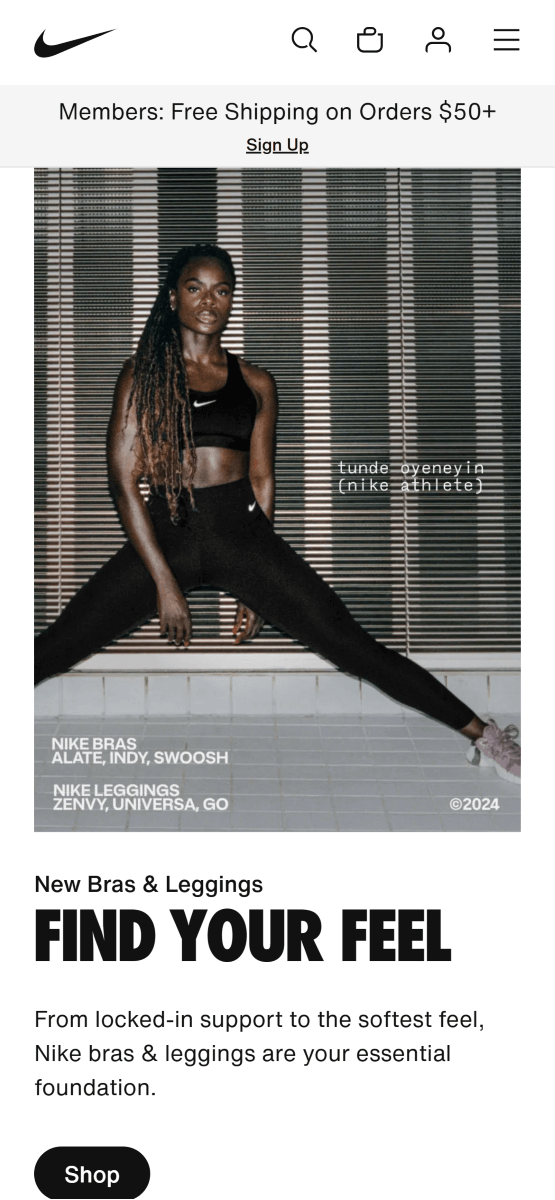 Members: Free Shipping on Orders $50+
Sign Up
tunde oyeneyin
(nike athlete)
NIKE BRAS
ALATE, INDY, SWOOSH
NIKE LEGGINGS
ZENVY, UNIVERSA, GO
©2024
New Bras & Leggings
FIND YOUR FEEL
From locked-in support to the softest feel,
Nike bras & leggings are your essential
foundation.
Shop